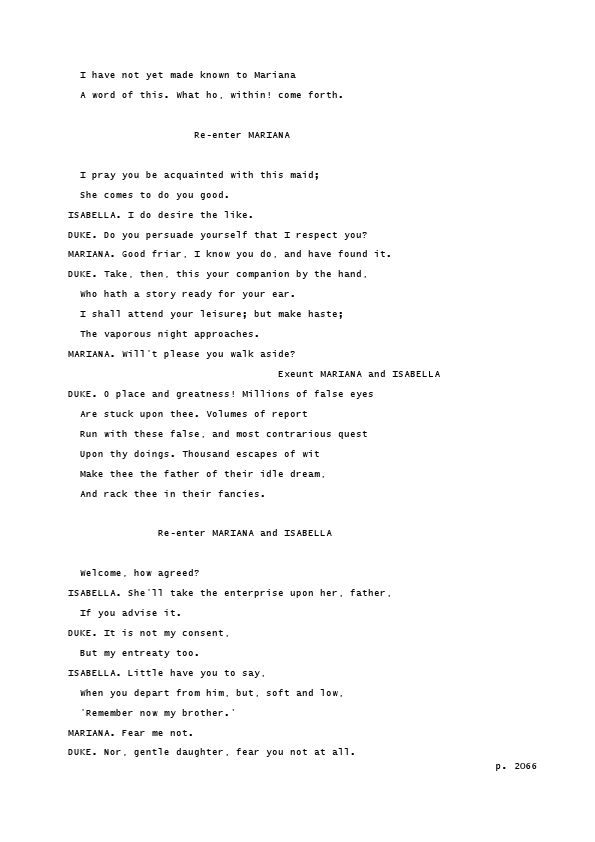 I have not yet made known to Mariana
A word of this. What ho, within! come forth.
Re-enter MARIANA
I pray you be acquainted with this maid;
She comes to do you good.
ISABELLA. I do desire the like.
DUKE. Do you persuade yourself that I respect you?
MARIANA. Good friar, I know you do, and have found it.
DUKE. Take, then, this your companion by the hand,
Who hath a story ready for your ear.
I shall attend your leisure; but make haste;
The vaporous night approaches.
MARIANA. Will't please you walk aside?
Exeunt MARIANA and ISABELLA
DUKE. O place and greatness! Millions of false eyes
Are stuck upon thee. Volumes of report
Run with these false, and most contrarious quest
Upon thy doings. Thousand escapes of wit
Make thee the father of their idle dream,
And rack thee in their fancies.
Re-enter MARIANA and ISABELLA
Welcome, how agreed?
ISABELLA. She'll take the enterprise upon her, father,
If you advise it.
DUKE. It is not my consent,
But my entreaty too.
ISABELLA. Little have you to say,
When you depart from him, but, soft and low,
'Remember now my brother.'
MARIANA. Fear me not.
DUKE. Nor, gentle daughter, fear you not at all.
p. 2066